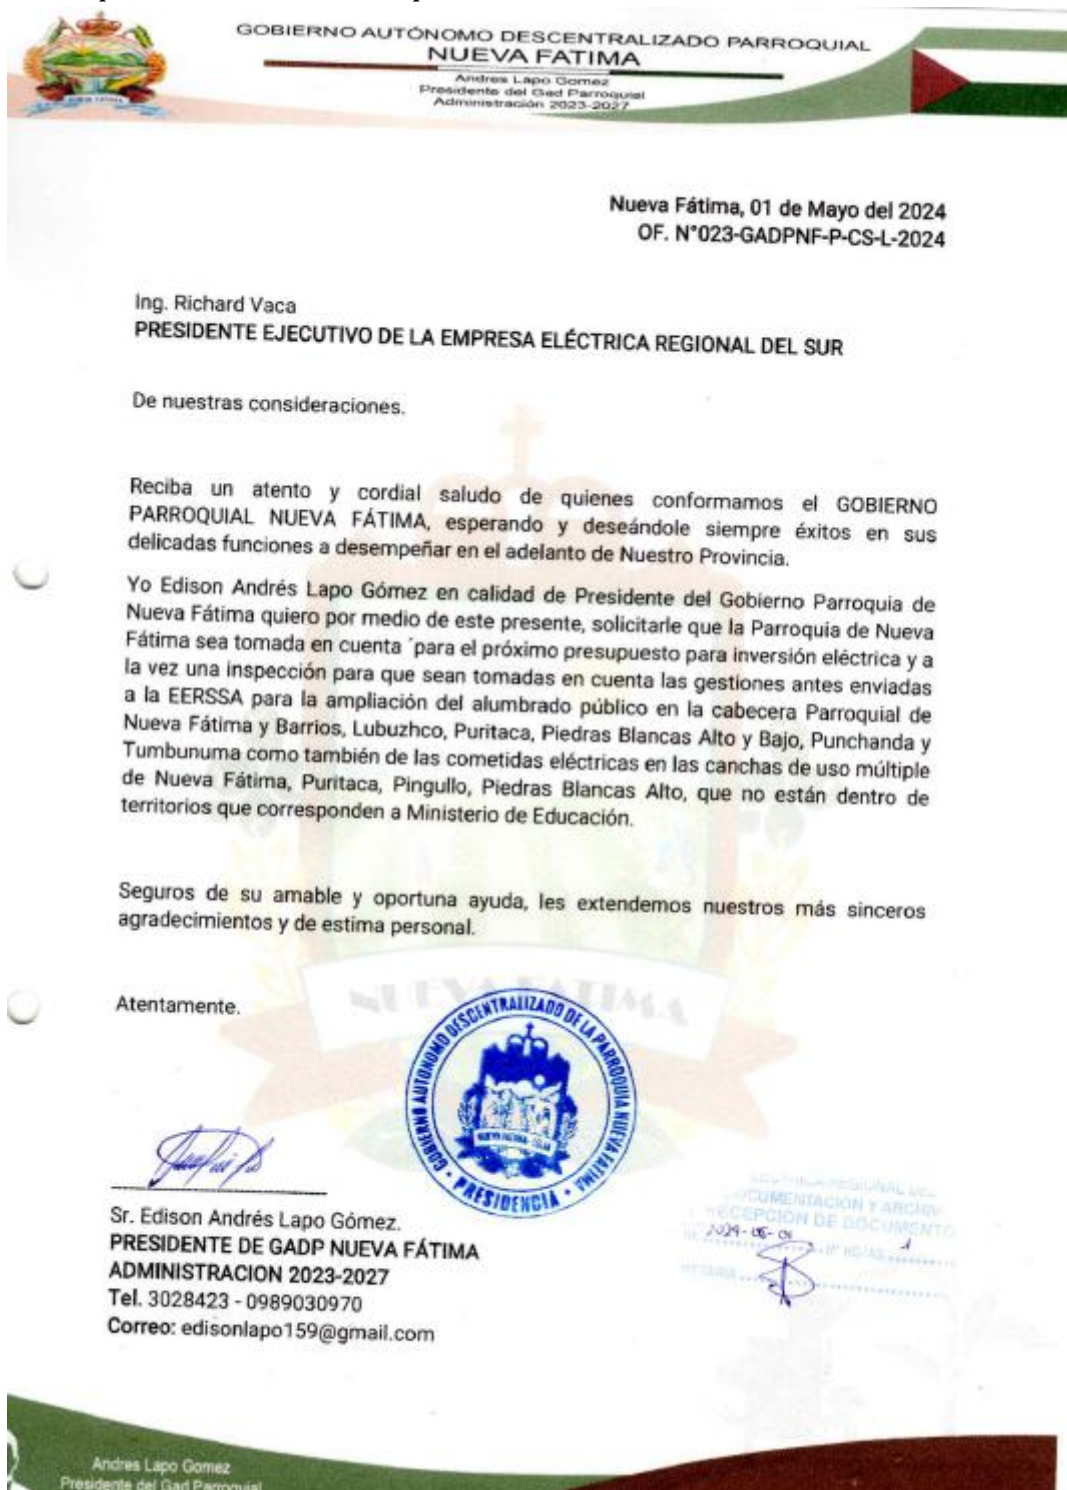 GOBIERNO AUTÓNOMO DESCENTRALIZADO PARROQUIAL
NUEVA FATIMA
Andres Lapo Gomez
Presidente del Gad Parroquial
Administración 2023-2027
Nueva Fátima, 01 de Mayo del 2024
OF. N°023-GADPNF-P-CS-L-2024
Ing. Richard Vaca
PRESIDENTE EJECUTIVO DE LA EMPRESA ELÉCTRICA REGIONAL DEL SUR
De nuestras consideraciones.
Reciba un atento y cordial saludo de quienes conformamos el GOBIERNO
PARROQUIAL NUEVA FÁTIMA, esperando y deseándole siempre éxitos en sus
delicadas funciones a desempeñar en el adelanto de Nuestro Provincia.
Yo Edison Andrés Lapo Gómez en calidad de Presidente del Gobierno Parroquia de
Nueva Fátima quiero por medio de este presente, solicitarle que la Parroquia de Nueva
Fátima sea tomada en cuenta ´para el próximo presupuesto para inversión eléctrica y a
la vez una inspección para que sean tomadas en cuenta las gestiones antes enviadas
a la EERSSA para la ampliación del alumbrado público en la cabecera Parroquial de
Nueva Fátima y Barrios, Lubuzhco, Puritaca, Piedras Blancas Alto y Bajo, Punchanda y
Tumbunuma como también de las cometidas eléctricas en las canchas de uso múltiple
de Nueva Fátima, Puritaca, Pingullo, Piedras Blancas Alto, que no están dentro de
territorios que corresponden a Ministerio de Educación.
Seguros de su amable y oportuna ayuda, les extendemos nuestros más sinceros
agradecimientos y de estima personal.
NUEVA FATIMA
Atentamente.
GOBIERNO AUTONOMO DESCENTRALIZADO DE LA PARROQUIA NUEVA FATIMA
PRESIDENCIA
Sr. Edison Andrés Lapo Gómez.
PRESIDENTE DE GADP NUEVA FÁTIMA
ADMINISTRACION 2023-2027
Tel. 3028423 - 0989030970
Correo: edisonlapo159@gmail.com
REGIONAL DEL
DOCUMENTACIÓN Y ARCHIV
RECEPCIÓN DE DOCUMENTO
N° HOJAS 1
Andres Lapo Gomez
Presidente del Gad Parroquial